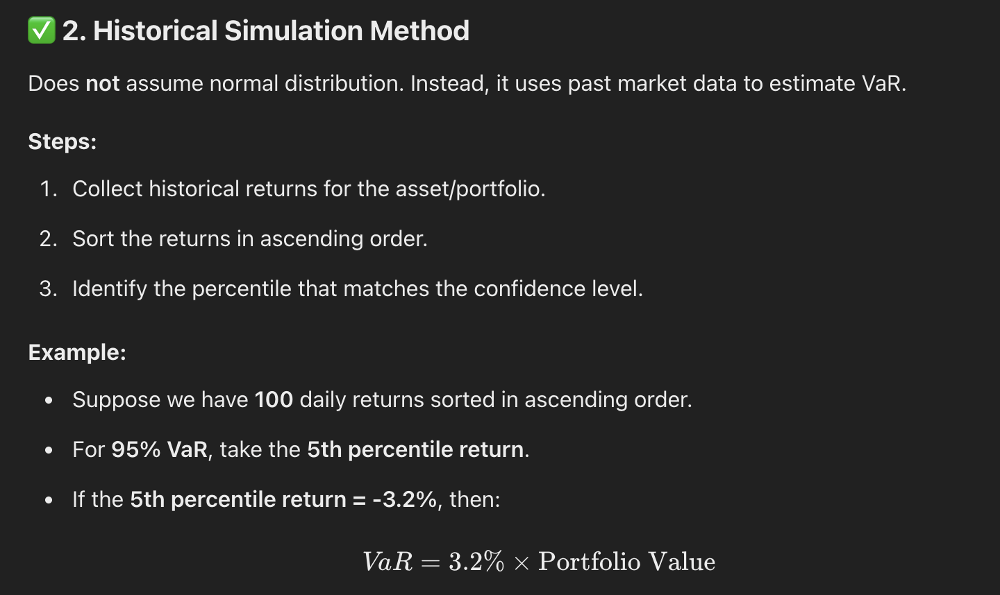 ✅ 2. Historical Simulation Method
Does not assume normal distribution. Instead, it uses past market data to estimate VaR.
Steps:
1. Collect historical returns for the asset/portfolio.
2. Sort the returns in ascending order.
3. Identify the percentile that matches the confidence level.
Example:
• Suppose we have 100 daily returns sorted in ascending order.
• For 95% VaR, take the 5th percentile return.
• If the 5th percentile return = -3.2%, then:
VaR = 3.2% × Portfolio Value